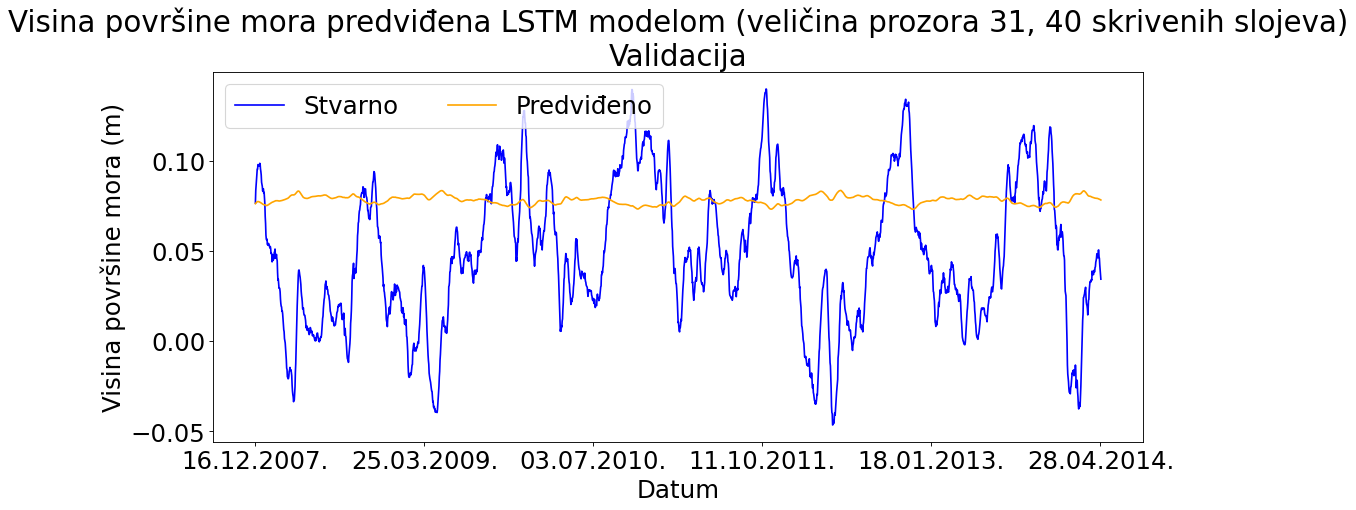 Visina površine mora predviđena LSTM modelom (veličina prozora 31, 40 skrivenih slojeva)
Validacija
Stvarno
Predviđeno
Visina površine mora (m)
0.10
0.05
0.00
−0.05
16.12.2007.
25.03.2009.
03.07.2010.
11.10.2011.
18.01.2013.
28.04.2014.
Datum